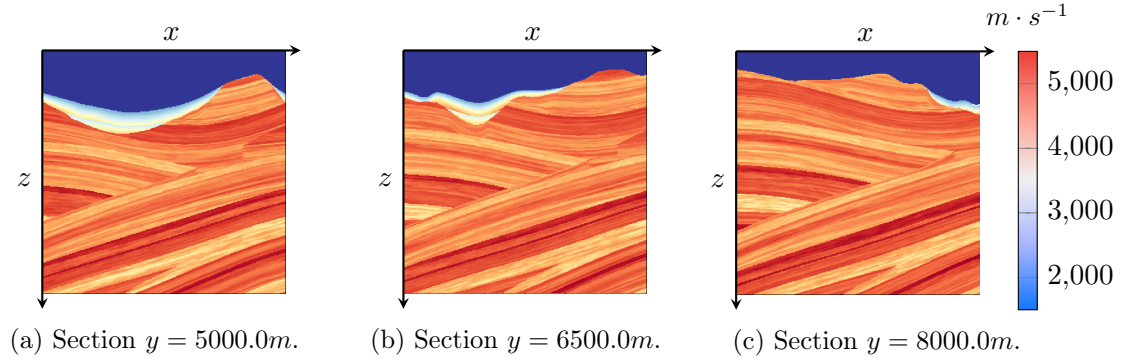 x
x
x
m · s⁻¹
z
z
z
5,000
4,000
3,000
2,000
(a) Section y = 5000.0m.
(b) Section y = 6500.0m.
(c) Section y = 8000.0m.